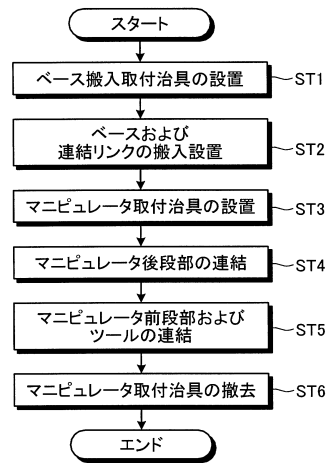 スタート
ベース搬入取付治具の設置
ST1
ベースおよび
連結リンクの搬入設置
ST2
マニピュレータ取付治具の設置
ST3
マニピュレータ後段部の連結
ST4
マニピュレータ前段部および
ツールの連結
ST5
マニピュレータ取付治具の撤去
ST6
エンド